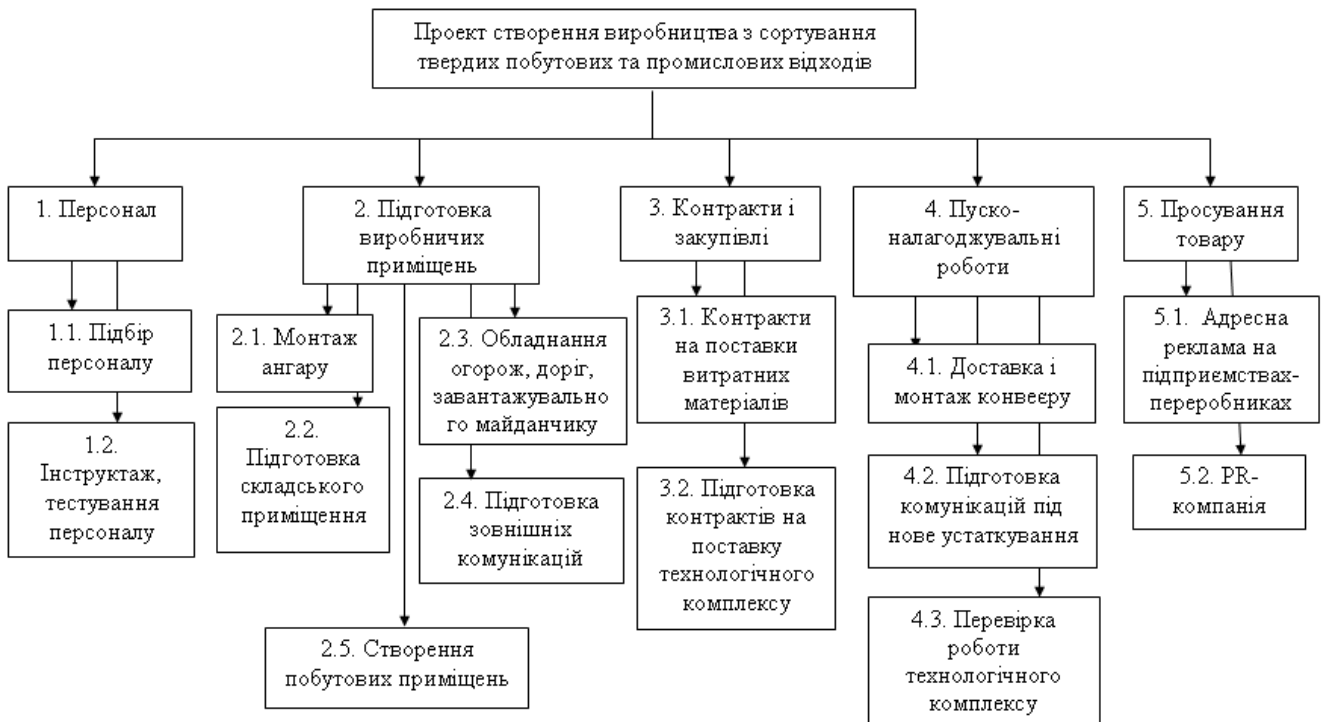 Проект створення виробництва з сортування
твердих побутових та промислових відходів
1. Персонал
2. Підготовка
виробничих
приміщень
3. Контракти і
закупівлі
4. Пуско-
налагоджувальні
роботи
5. Просування
товару
1.1. Підбір
персоналу
1.2.
Інструктаж,
тестування
персоналу
2.1. Монтаж
ангару
2.2.
Підготовка
складського
приміщення
2.3. Обладнання
огорож, доріг,
завантажувально
го майданчику
2.4. Підготовка
зовнішніх
комунікацій
2.5. Створення
побутових приміщень
3.1. Контракти
на поставки
витратних
матеріалів
3.2. Підготовка
контрактів на
поставку
технологічного
комплексу
4.1. Доставка і
монтаж конвеєру
4.2. Підготовка
комунікацій під
нове устаткування
4.3. Перевірка
роботи
технологічного
комплексу
5.1. Адресна
реклама на
підприємствах-
переробниках
5.2. PR-
компанія